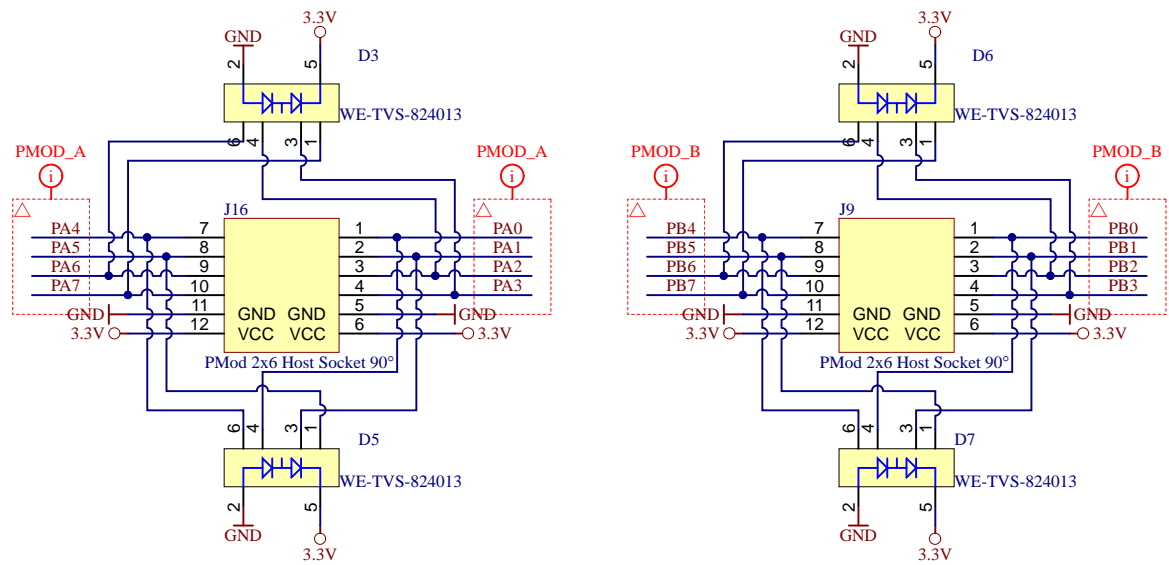 3.3V
GND
D3
2
5
WE-TVS-824013
6
4
3
1
PMOD_A
i
PMOD_A
i
J16
PA4
7
1
PA0
PA5
8
2
PA1
PA6
9
3
PA2
PA7
10
4
PA3
GND
11
GND
GND
5
GND
3.3V
12
VCC
VCC
6
3.3V
PMod 2x6 Host Socket 90°
6
4
3
1
D5
WE-TVS-824013
2
5
GND
3.3V
3.3V
GND
D6
2
5
WE-TVS-824013
6
4
3
1
PMOD_B
i
PMOD_B
i
J9
PB4
7
1
PB0
PB5
8
2
PB1
PB6
9
3
PB2
PB7
10
4
PB3
GND
11
GND
GND
5
GND
3.3V
12
VCC
VCC
6
3.3V
PMod 2x6 Host Socket 90°
6
4
3
1
D7
WE-TVS-824013
2
5
GND
3.3V